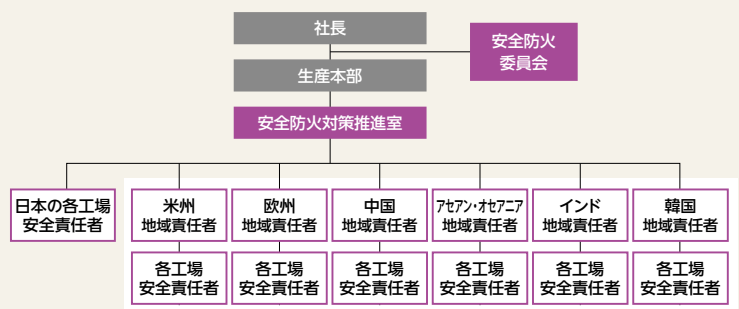 社長
安全防火
委員会
生産本部
安全防火対策推進室
日本の各工場
安全責任者
米州
地域責任者
欧州
地域責任者
中国
地域責任者
アセアン・オセアニア
地域責任者
インド
地域責任者
韓国
地域責任者
各工場
安全責任者
各工場
安全責任者
各工場
安全責任者
各工場
安全責任者
各工場
安全責任者
各工場
安全責任者